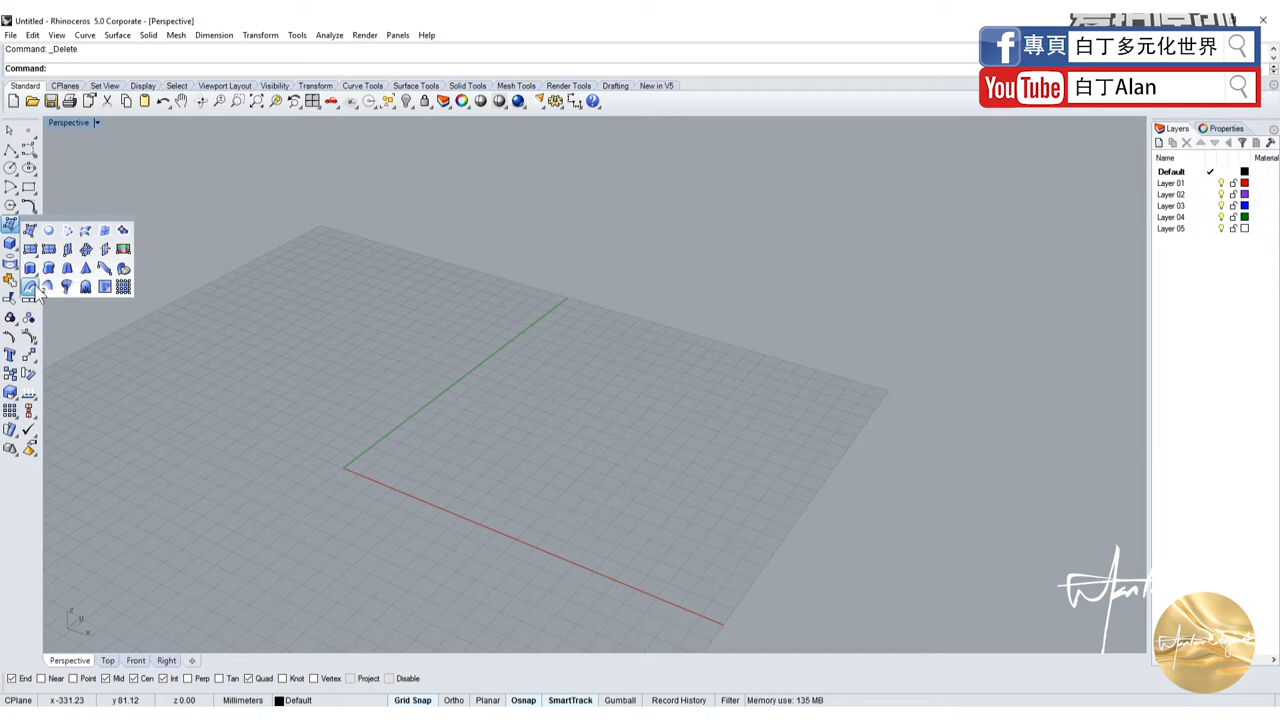 Untitled - Rhinoceros 5.0 Corporate - [Perspective]
File Edit View Curve Surface Solid Mesh Dimension Transform Tools Analyze Render Panels Help
Command: _Delete
Command:
專頁 白丁多元化世界
YouTube 白丁Alan
Standard CPlanes Set View Display Select Viewport Layout Visibility Transform Curve Tools Surface Tools Solid Tools Mesh Tools Render Tools Drafting New in V5
Perspective
Layers Properties
Name Material
Default
Layer 01
Layer 02
Layer 03
Layer 04
Layer 05
z
y
x
Perspective Top Front Right
End Near Point Mid Cen Int Perp Tan Quad Knot Vertex Project Disable
CPlane x -331.23 y 81.12 z 0.00 Millimeters Default Grid Snap Ortho Planar Osnap SmartTrack Gumball Record History Filter Memory use: 135 MB